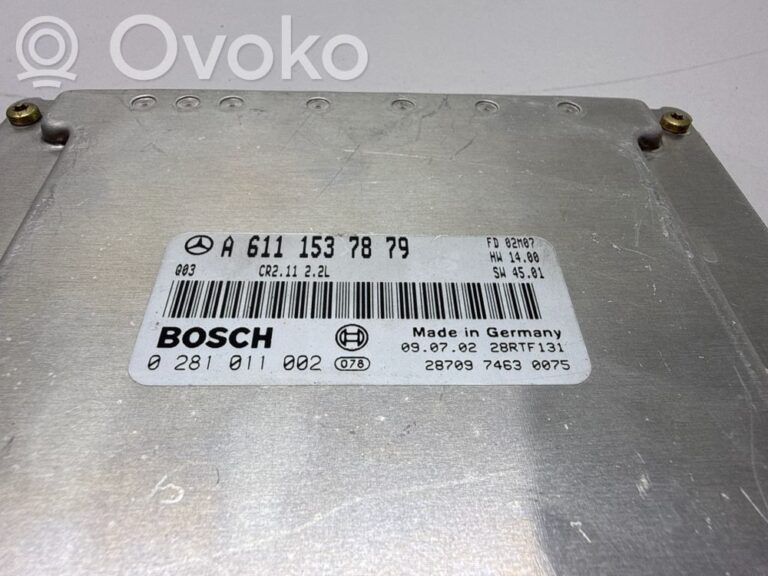 Ovoko
A 611 153 78 79
FD 02M07
Q03 CR2.11 2.2L
HW 14.00
SW 45.01
BOSCH
Made in Germany
09.07.02 28RTF131
0 281 011 002 078
28709 7463 0075